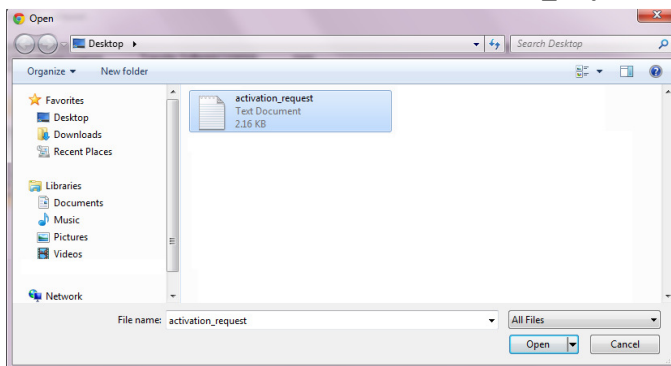 Open
Desktop
Search Desktop
Organize
New folder
Favorites
Desktop
Downloads
Recent Places
Libraries
Documents
Music
Pictures
Videos
Network
activation_request
Text Document
2.16 KB
File name: activation_request
All Files
Open
Cancel